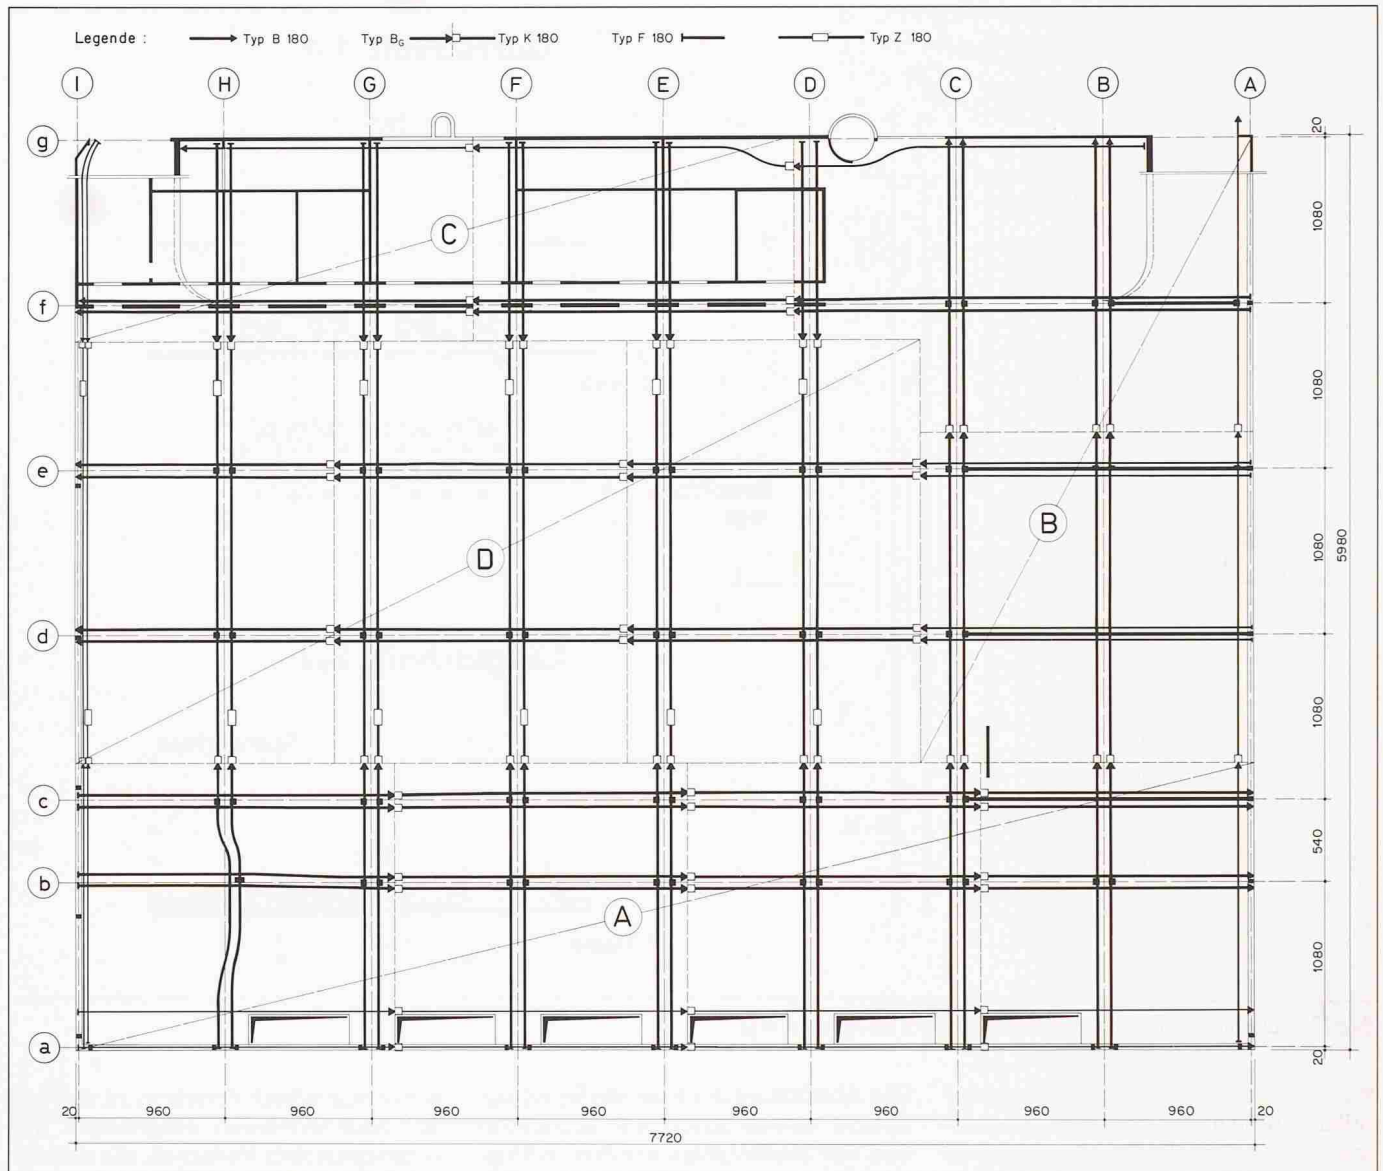 Legende : Typ B 180 Typ BG Typ K 180 Typ F 180 Typ Z 180
I H G F E D C B A
g
20
1080
C
f
1080
e
B
D
1080
5980
d
1080
c
540
b
A
1080
a
20
20 960 960 960 960 960 960 960 960 20
7720